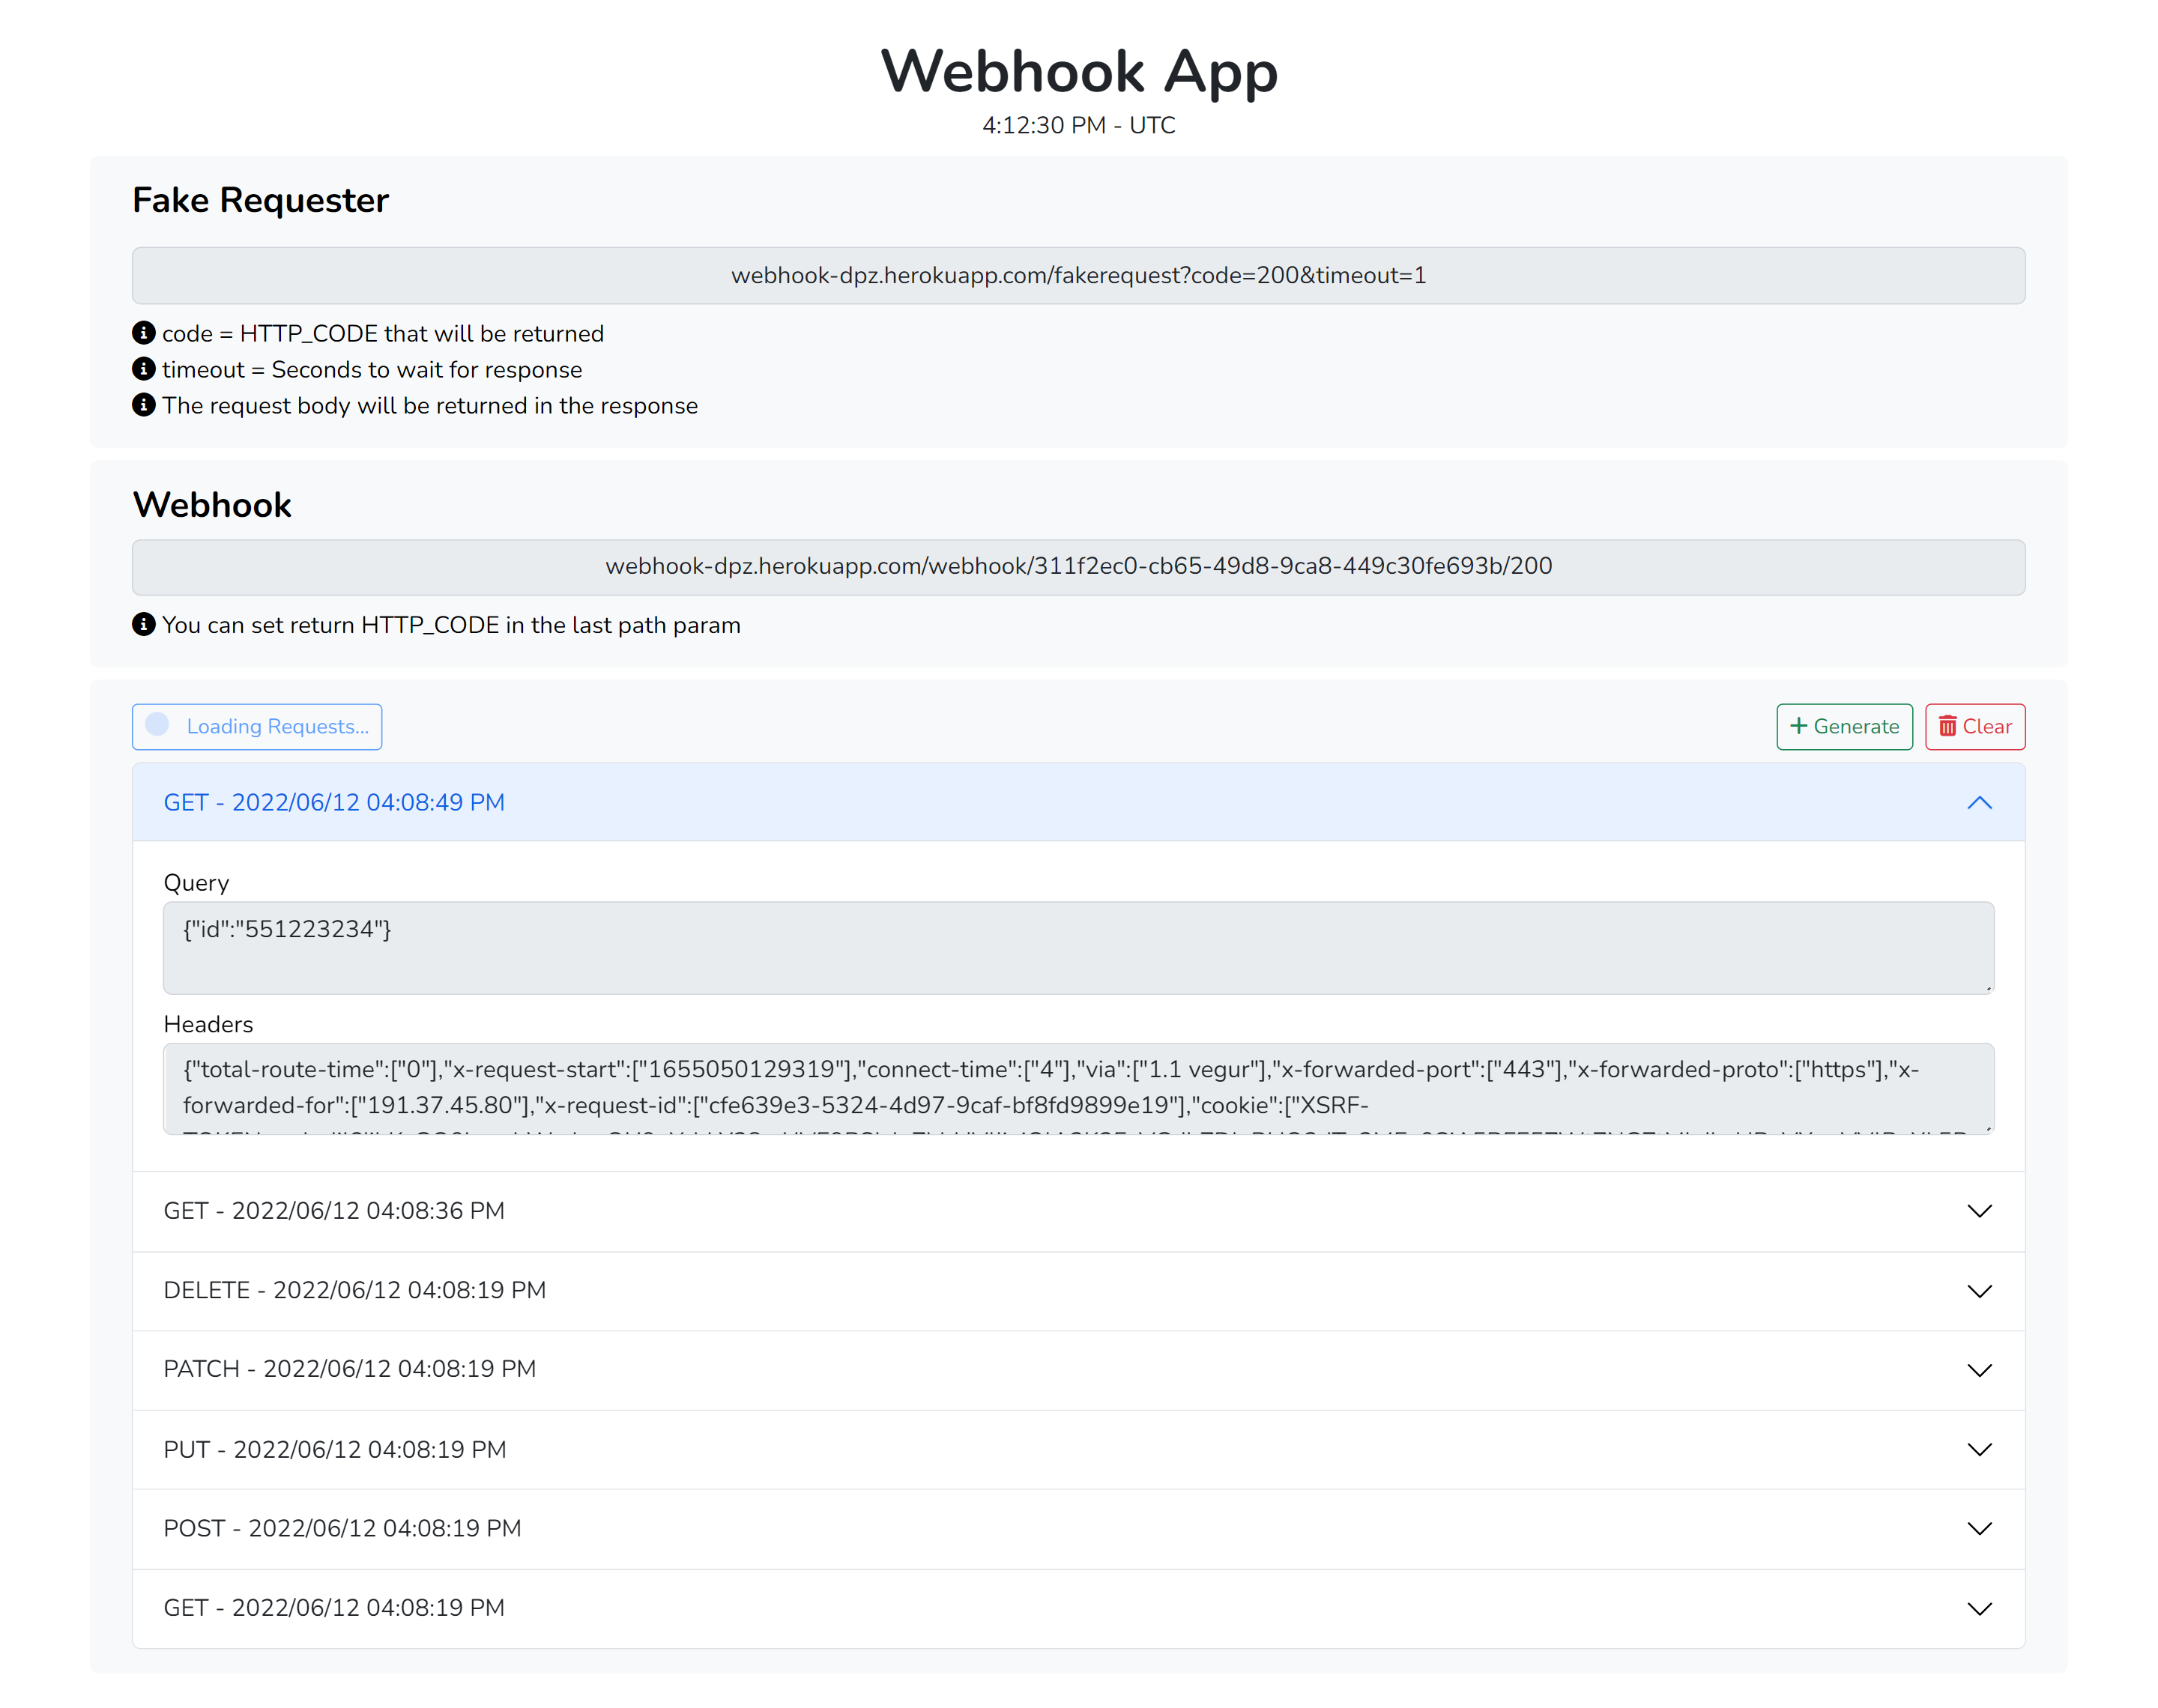 Webhook App
4:12:30 PM - UTC
Fake Requester
webhook-dpz.herokuapp.com/fakerequest?code=200&timeout=1
code = HTTP_CODE that will be returned
timeout = Seconds to wait for response
The request body will be returned in the response
Webhook
webhook-dpz.herokuapp.com/webhook/311f2ec0-cb65-49d8-9ca8-449c30fe693b/200
You can set return HTTP_CODE in the last path param
Loading Requests...
Generate
Clear
GET - 2022/06/12 04:08:49 PM
Query
{"id":"551223234"}
Headers
{"total-route-time":["0"],"x-request-start":["1655050129319"],"connect-time":["4"],"via":["1.1 vegur"],"x-forwarded-port":["443"],"x-forwarded-proto":["https"],"x-
forwarded-for":["191.37.45.80"],"x-request-id":["cfe639e3-5324-4d97-9caf-bf8fd9899e19"],"cookie":["XSRF-
GET - 2022/06/12 04:08:36 PM
DELETE - 2022/06/12 04:08:19 PM
PATCH - 2022/06/12 04:08:19 PM
PUT - 2022/06/12 04:08:19 PM
POST - 2022/06/12 04:08:19 PM
GET - 2022/06/12 04:08:19 PM